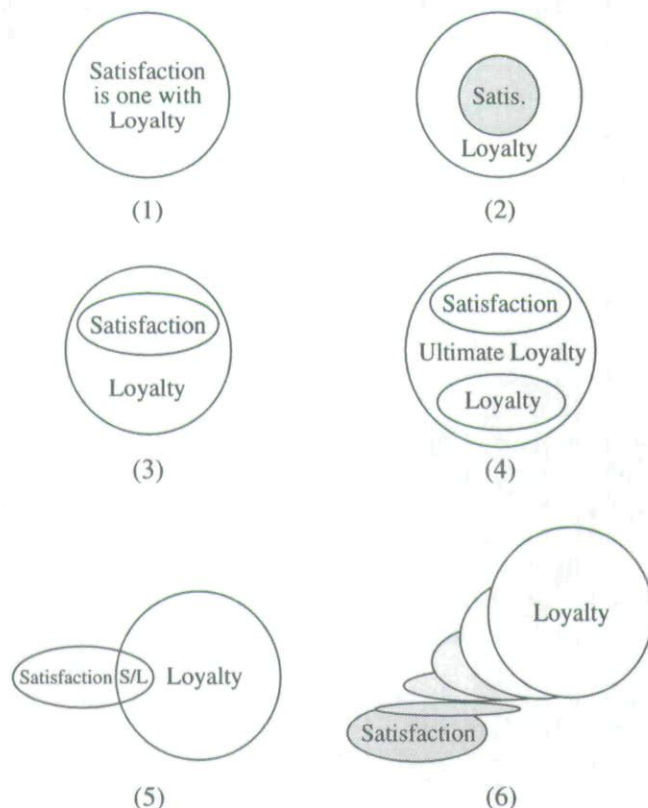 Satisfaction
is one with
Loyalty
(1)
Satis.
Loyalty
(2)
Satisfaction
Loyalty
(3)
Satisfaction
Ultimate Loyalty
Loyalty
(4)
Satisfaction S/L Loyalty
(5)
Loyalty
Satisfaction
(6)